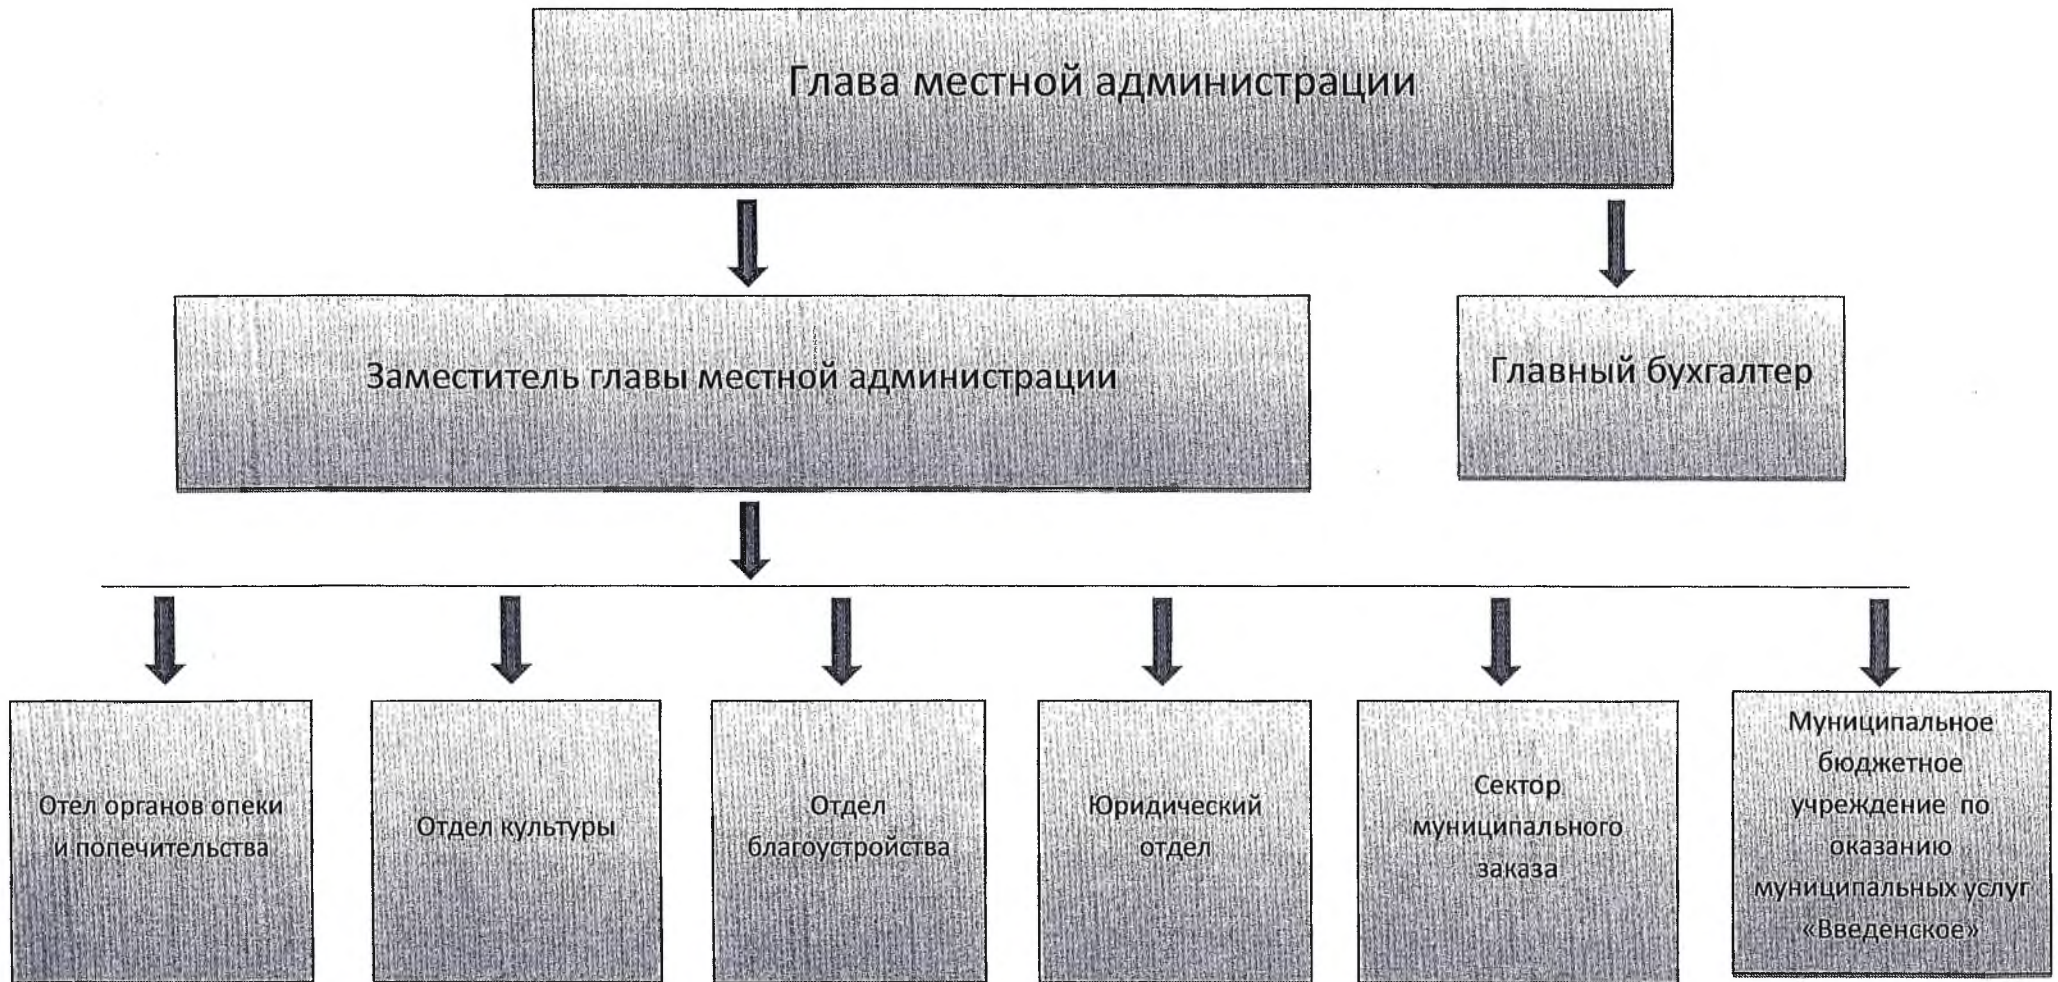 Глава местной администрации
Заместитель главы местной администрации
Главный бухгалтер
Отел органов опеки
и попечительства
Отдел культуры
Отдел
благоустройства
Юридический
отдел
Сектор
муниципального
заказа
Муниципальное
бюджетное
учреждение по
оказанию
муниципальных услуг
«Введенское»